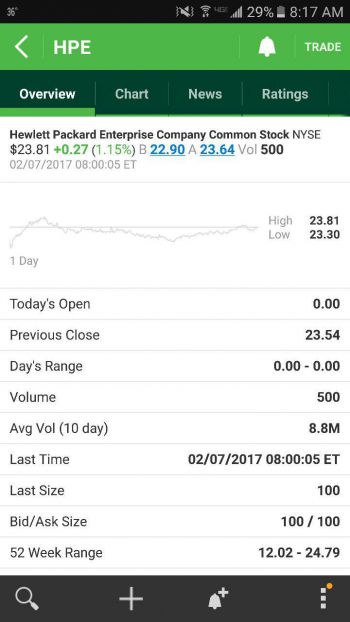 36° 4G LTE 29% 8:17 AM
HPE TRADE
Overview Chart News Ratings
Hewlett Packard Enterprise Company Common Stock NYSE
$23.81 +0.27 (1.15%) B 22.90 A 23.64 Vol 500
02/07/2017 08:00:05 ET
High 23.81
Low 23.30
1 Day
Today's Open 0.00
Previous Close 23.54
Day's Range 0.00 - 0.00
Volume 500
Avg Vol (10 day) 8.8M
Last Time 02/07/2017 08:00:05 ET
Last Size 100
Bid/Ask Size 100 / 100
52 Week Range 12.02 - 24.79